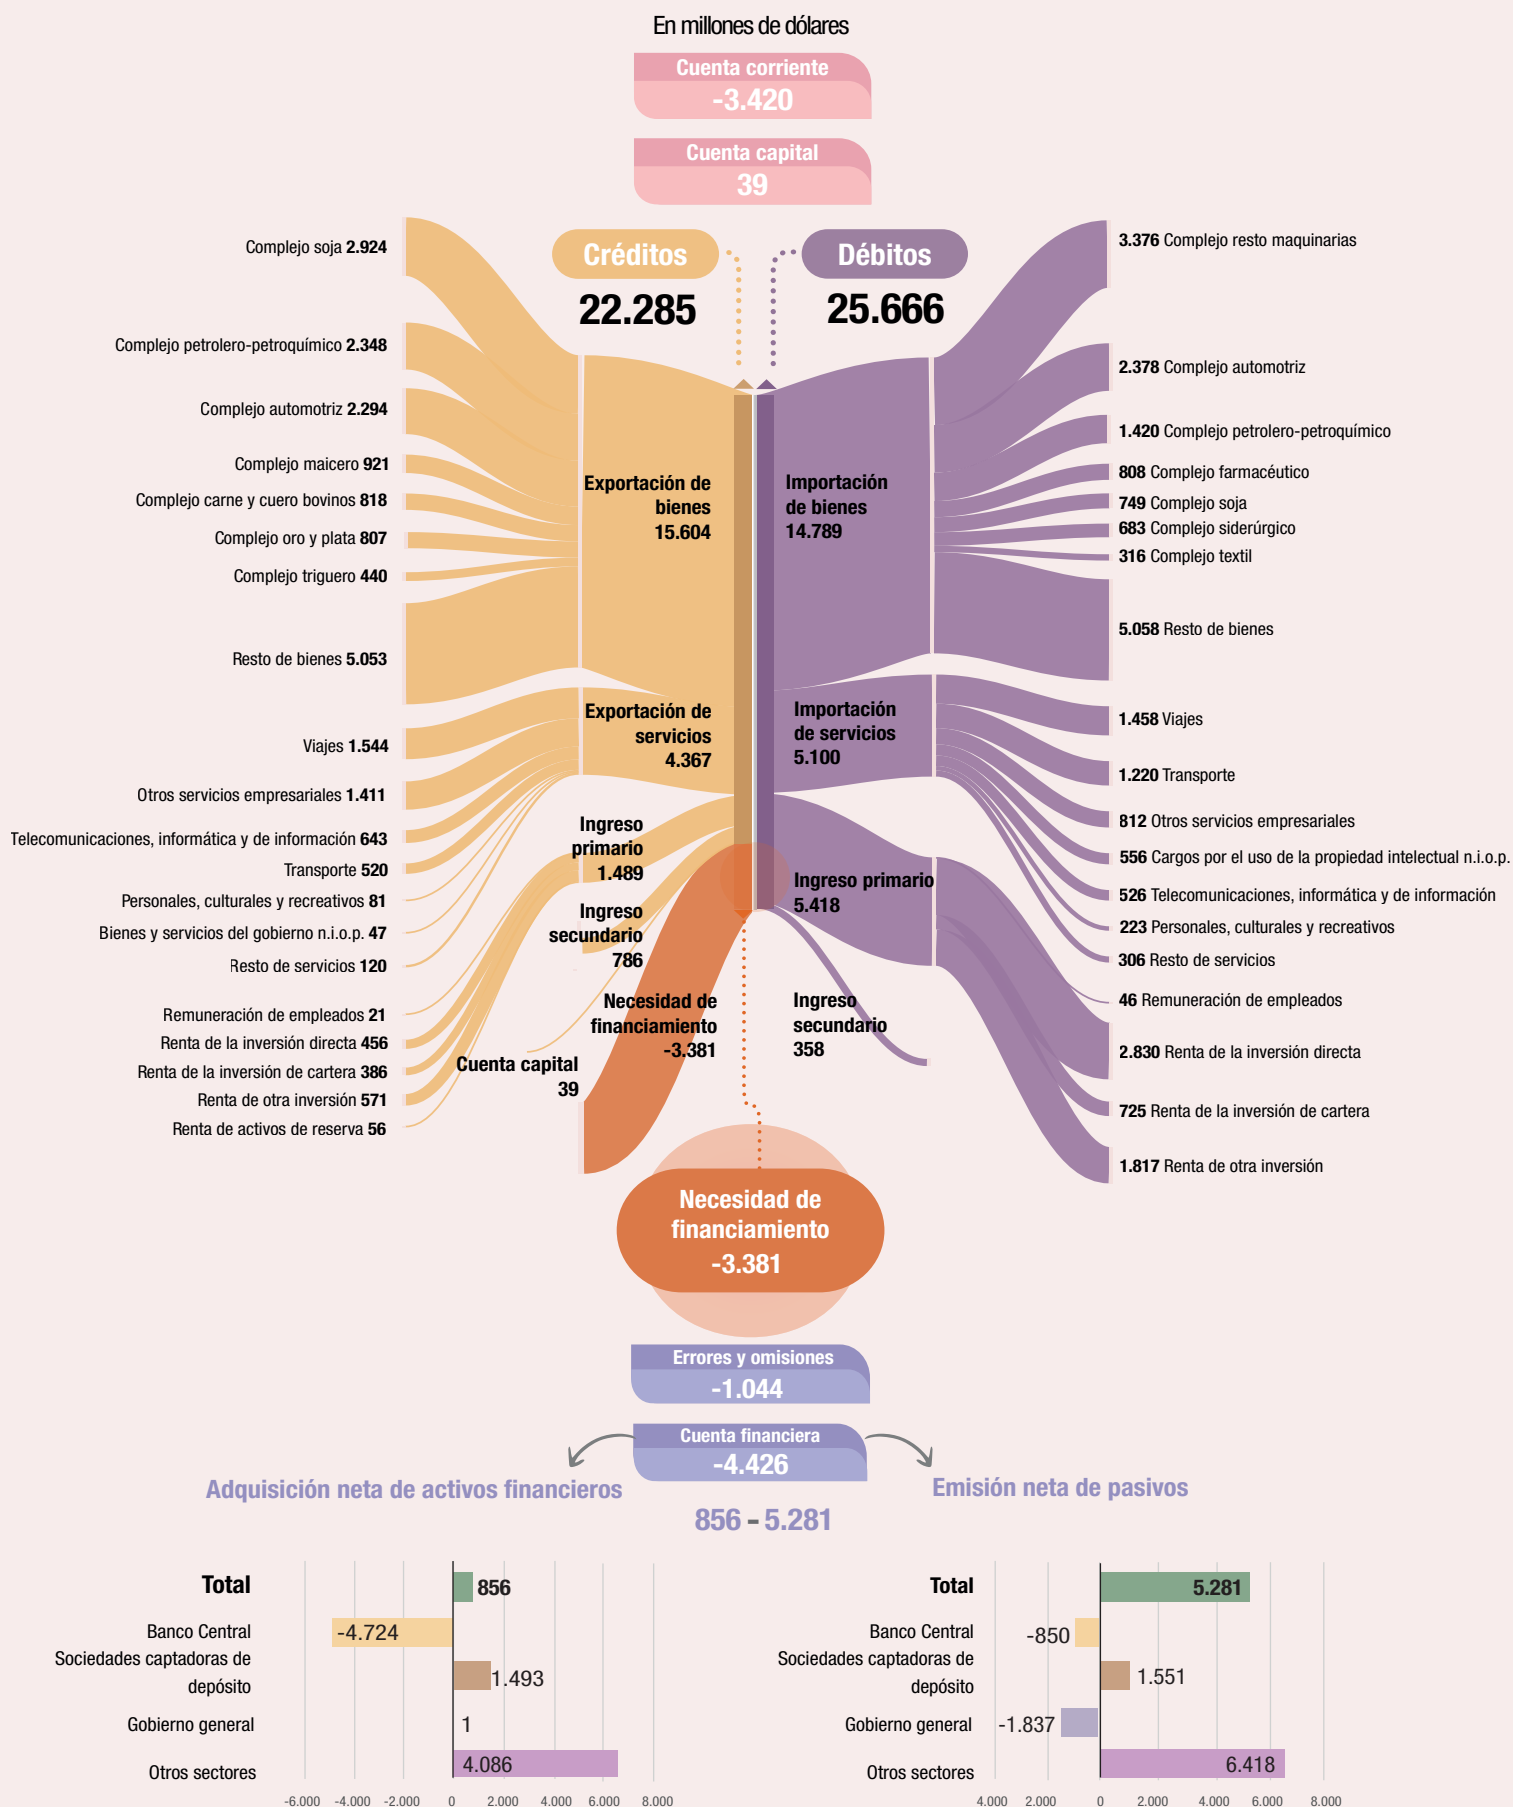 En millones de dólares
Cuenta corriente
-3.420
Cuenta capital
39
Créditos
22.285
Débitos
25.666
Complejo soja 2.924
Complejo petrolero-petroquímico 2.348
Complejo automotriz 2.294
Complejo maicero 921
Complejo carne y cuero bovinos 818
Complejo oro y plata 807
Complejo triguero 440
Resto de bienes 5.053
Viajes 1.544
Otros servicios empresariales 1.411
Telecomunicaciones, informática y de información 643
Transporte 520
Personales, culturales y recreativos 81
Bienes y servicios del gobierno n.i.o.p. 47
Resto de servicios 120
Remuneración de empleados 21
Renta de la inversión directa 456
Renta de la inversión de cartera 386
Renta de otra inversión 571
Renta de activos de reserva 56
Exportación de
bienes
15.604
Exportación de
servicios
4.367
Ingreso
primario
1.489
Ingreso
secundario
786
Necesidad de
financiamiento
-3.381
Cuenta capital
39
Importación
de bienes
14.789
Importación
de servicios
5.100
Ingreso primario
5.418
Ingreso
secundario
358
3.376 Complejo resto maquinarias
2.378 Complejo automotriz
1.420 Complejo petrolero-petroquímico
808 Complejo farmacéutico
749 Complejo soja
683 Complejo siderúrgico
316 Complejo textil
5.058 Resto de bienes
1.458 Viajes
1.220 Transporte
812 Otros servicios empresariales
556 Cargos por el uso de la propiedad intelectual n.i.o.p.
526 Telecomunicaciones, informática y de información
223 Personales, culturales y recreativos
306 Resto de servicios
46 Remuneración de empleados
2.830 Renta de la inversión directa
725 Renta de la inversión de cartera
1.817 Renta de otra inversión
Necesidad de
financiamiento
-3.381
Errores y omisiones
-1.044
Cuenta financiera
-4.426
Adquisición neta de activos financieros
Emisión neta de pasivos
856 - 5.281
Total
856
Banco Central
-4.724
Sociedades captadoras de
depósito
1.493
Gobierno general
1
Otros sectores
4.086
-6.000 -4.000 -2.000 0 2.000 4.000 6.000 8.000
Total
5.281
Banco Central
-850
Sociedades captadoras de
depósito
1.551
Gobierno general
-1.837
Otros sectores
6.418
4.000 2.000 0 2.000 4.000 6.000 8.000